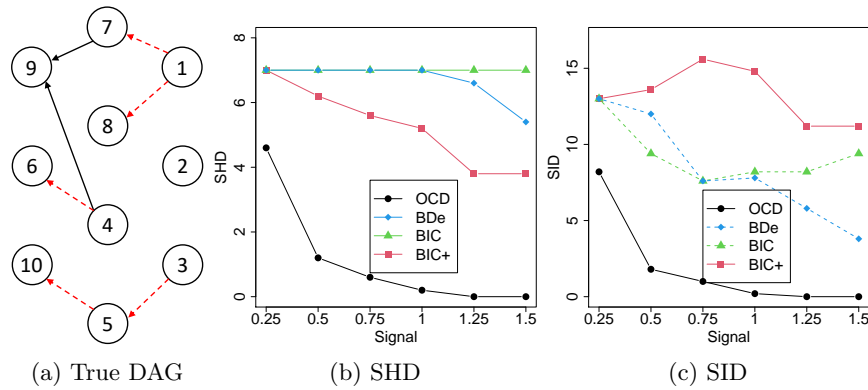 7
9
1
8
6
2
4
10
3
5
(a) True DAG
SHD
8
6
4
2
0
OCD
BDe
BIC
BIC+
0.25 0.5 0.75 1 1.25 1.5
Signal
(b) SHD
SID
15
10
5
0
OCD
BDe
BIC
BIC+
0.25 0.5 0.75 1 1.25 1.5
Signal
(c) SID